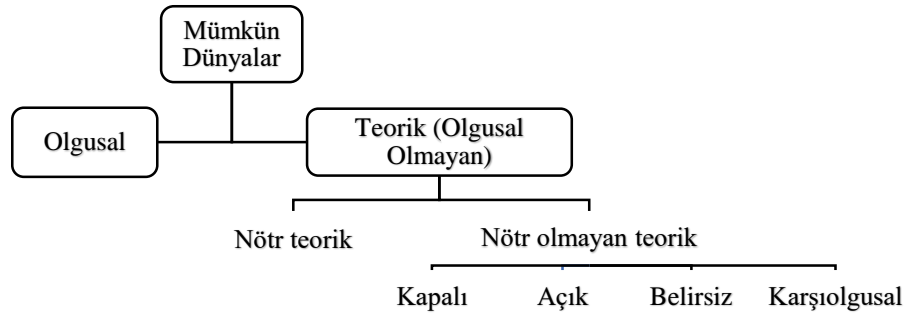 Mümkün
Dünyalar
Olgusal
Teorik (Olgusal
Olmayan)
Nötr teorik
Nötr olmayan teorik
Kapalı
Açık
Belirsiz
Karşıolgusal